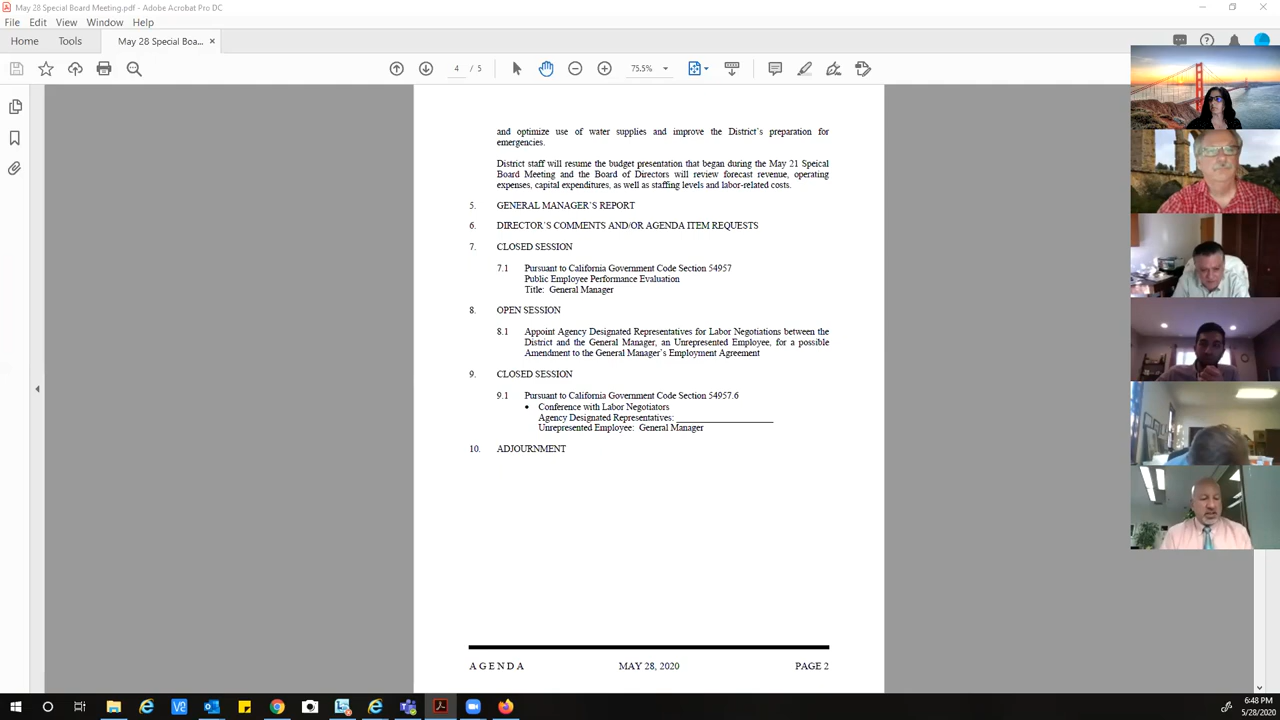 May 28 Special Board Meeting.pdf - Adobe Acrobat Pro DC
File Edit View Window Help
Home Tools May 28 Special Boa... ×
4 / 5 75.5%
and optimize use of water supplies and improve the District's preparation for
emergencies.
District staff will resume the budget presentation that began during the May 21 Speical
Board Meeting and the Board of Directors will review forecast revenue, operating
expenses, capital expenditures, as well as staffing levels and labor-related costs.
5. GENERAL MANAGER'S REPORT
6. DIRECTOR'S COMMENTS AND/OR AGENDA ITEM REQUESTS
7. CLOSED SESSION
7.1 Pursuant to California Government Code Section 54957
Public Employee Performance Evaluation
Title: General Manager
8. OPEN SESSION
8.1 Appoint Agency Designated Representatives for Labor Negotiations between the
District and the General Manager, an Unrepresented Employee, for a possible
Amendment to the General Manager's Employment Agreement
9. CLOSED SESSION
9.1 Pursuant to California Government Code Section 54957.6
• Conference with Labor Negotiators
Agency Designated Representatives: ____________________
Unrepresented Employee: General Manager
10. ADJOURNMENT
AGENDA MAY 28, 2020 PAGE 2
6:48 PM
5/28/2020